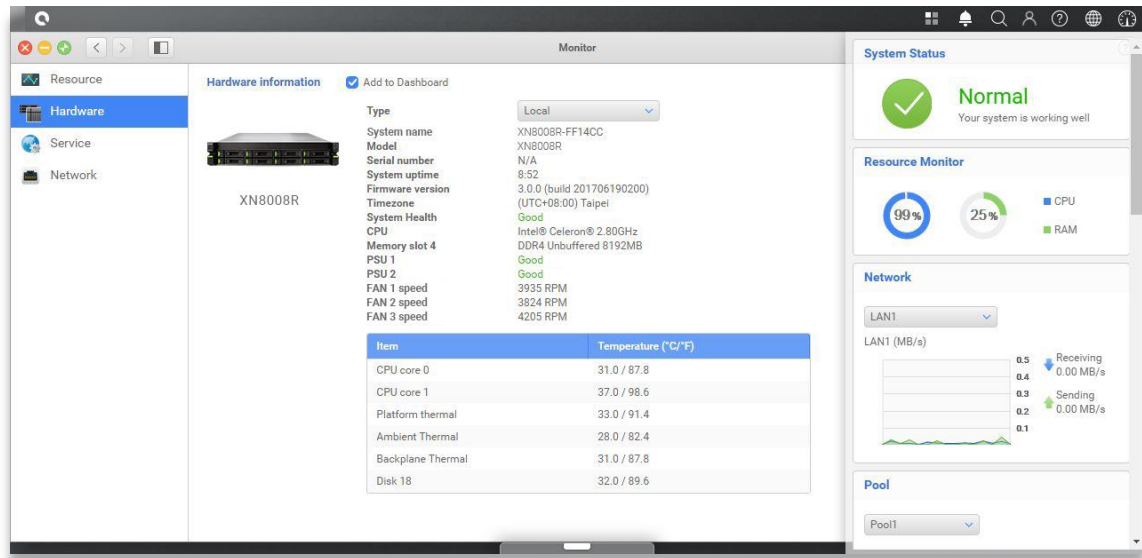 Monitor
Resource
Hardware
Service
Network
Hardware information
Add to Dashboard
XN8008R
Type Local
System name XN8008R-FF14CC
Model XN8008R
Serial number N/A
System uptime 8:52
Firmware version 3.0.0 (build 201706190200)
Timezone (UTC+08:00) Taipei
System Health Good
CPU Intel® Celeron® 2.80GHz
Memory slot 4 DDR4 Unbuffered 8192MB
PSU 1 Good
PSU 2 Good
FAN 1 speed 3935 RPM
FAN 2 speed 3824 RPM
FAN 3 speed 4205 RPM
Item Temperature (°C/°F)
CPU core 0 31.0 / 87.8
CPU core 1 37.0 / 98.6
Platform thermal 33.0 / 91.4
Ambient Thermal 28.0 / 82.4
Backplane Thermal 31.0 / 87.8
Disk 18 32.0 / 89.6
System Status
Normal
Your system is working well
Resource Monitor
99%
25%
CPU
RAM
Network
LAN1
LAN1 (MB/s)
0.5
0.4
0.3
0.2
0.1
Receiving
0.00 MB/s
Sending
0.00 MB/s
Pool
Pool1